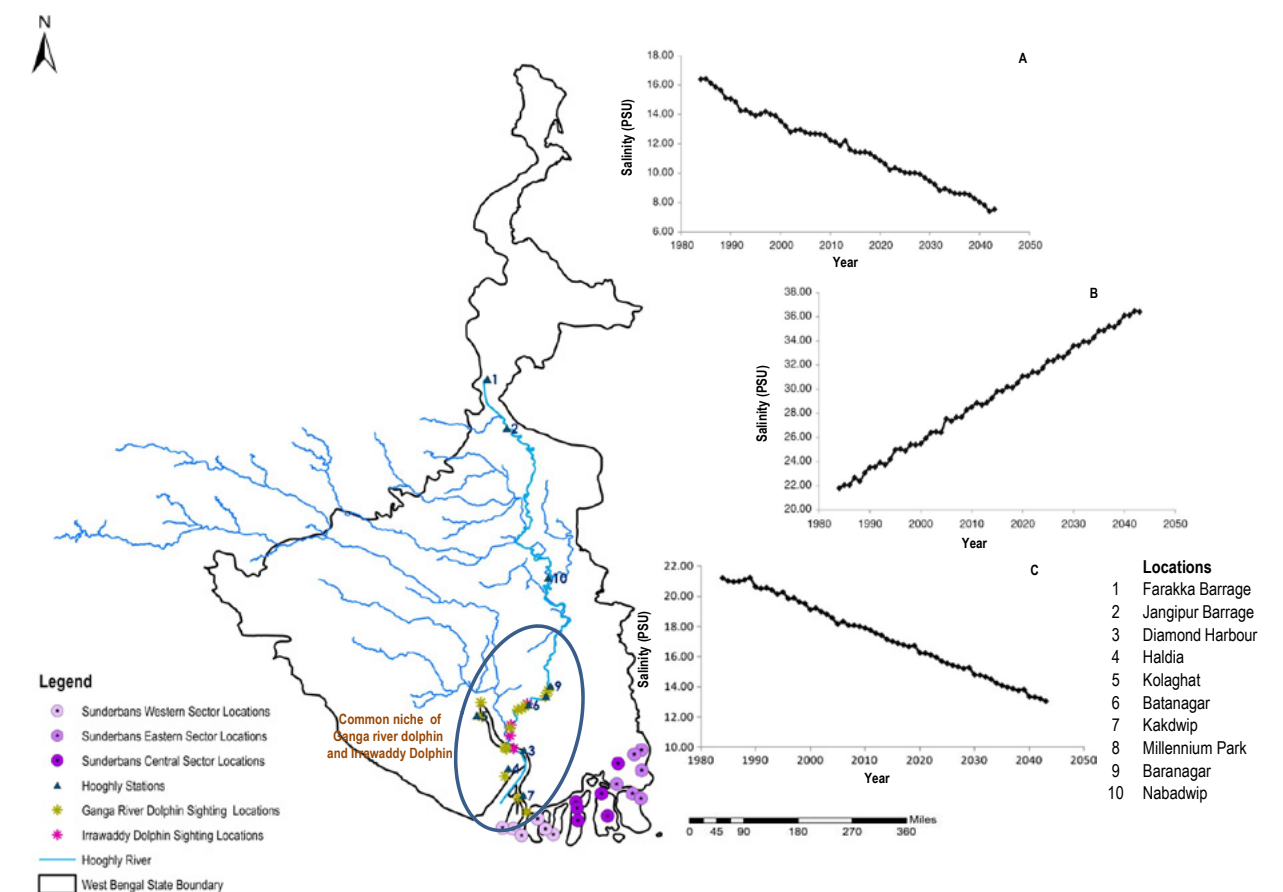 N
A
18.00
16.00
14.00
12.00
10.00
8.00
6.00
Salinity (PSU)
1980 1990 2000 2010 2020 2030 2040 2050
Year
B
38.00
36.00
34.00
32.00
30.00
28.00
26.00
24.00
22.00
20.00
Salinity (PSU)
1980 1990 2000 2010 2020 2030 2040 2050
Year
C
22.00
20.00
18.00
16.00
14.00
12.00
10.00
Salinity (PSU)
1980 1990 2000 2010 2020 2030 2040 2050
Year
1
2
10
9
6
5
3
4
7
Common niche of
Ganga river dolphin
and Irrawaddy Dolphin
Legend
Sunderbans Western Sector Locations
Sunderbans Eastern Sector Locations
Sunderbans Central Sector Locations
Hooghly Stations
Ganga River Dolphin Sighting Locations
Irrawaddy Dolphin Sighting Locations
Hooghly River
West Bengal State Boundary
Locations
1 Farakka Barrage
2 Jangipur Barrage
3 Diamond Harbour
4 Haldia
5 Kolaghat
6 Batanagar
7 Kakdwip
8 Millennium Park
9 Baranagar
10 Nabadwip
Miles
0 45 90 180 270 360